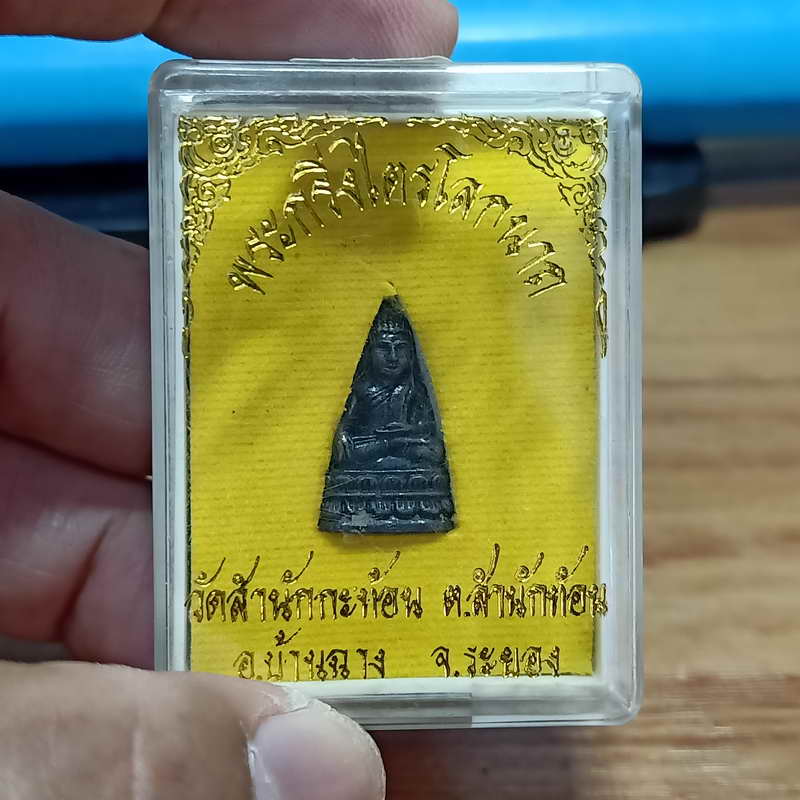 พระกริ่งไตรโลกนาถ
วัดสำนักกะท้อน ต.สำนักท้อน
อ.บ้านฉาง จ.ระยอง